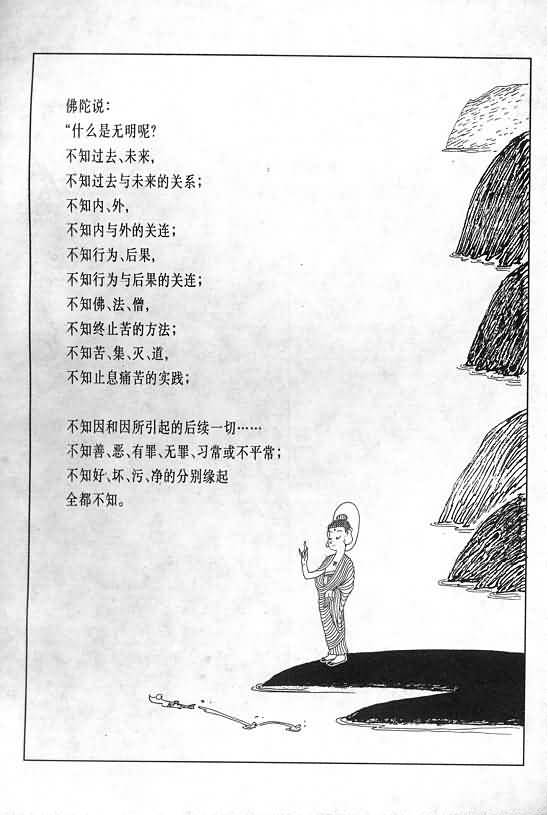 佛陀说：
“什么是无明呢？
不知过去、未来，
不知过去与未来的关系；
不知内、外，
不知内与外的关连；
不知行为、后果，
不知行为与后果的关连；
不知佛、法、僧，
不知终止苦的方法；
不知苦、集、灭、道，
不知止息痛苦的实践；
不知因和因所引起的后续一切……
不知善、恶、有罪、无罪、习常或不平常；
不知好、坏、污、净的分别缘起
全都不知。